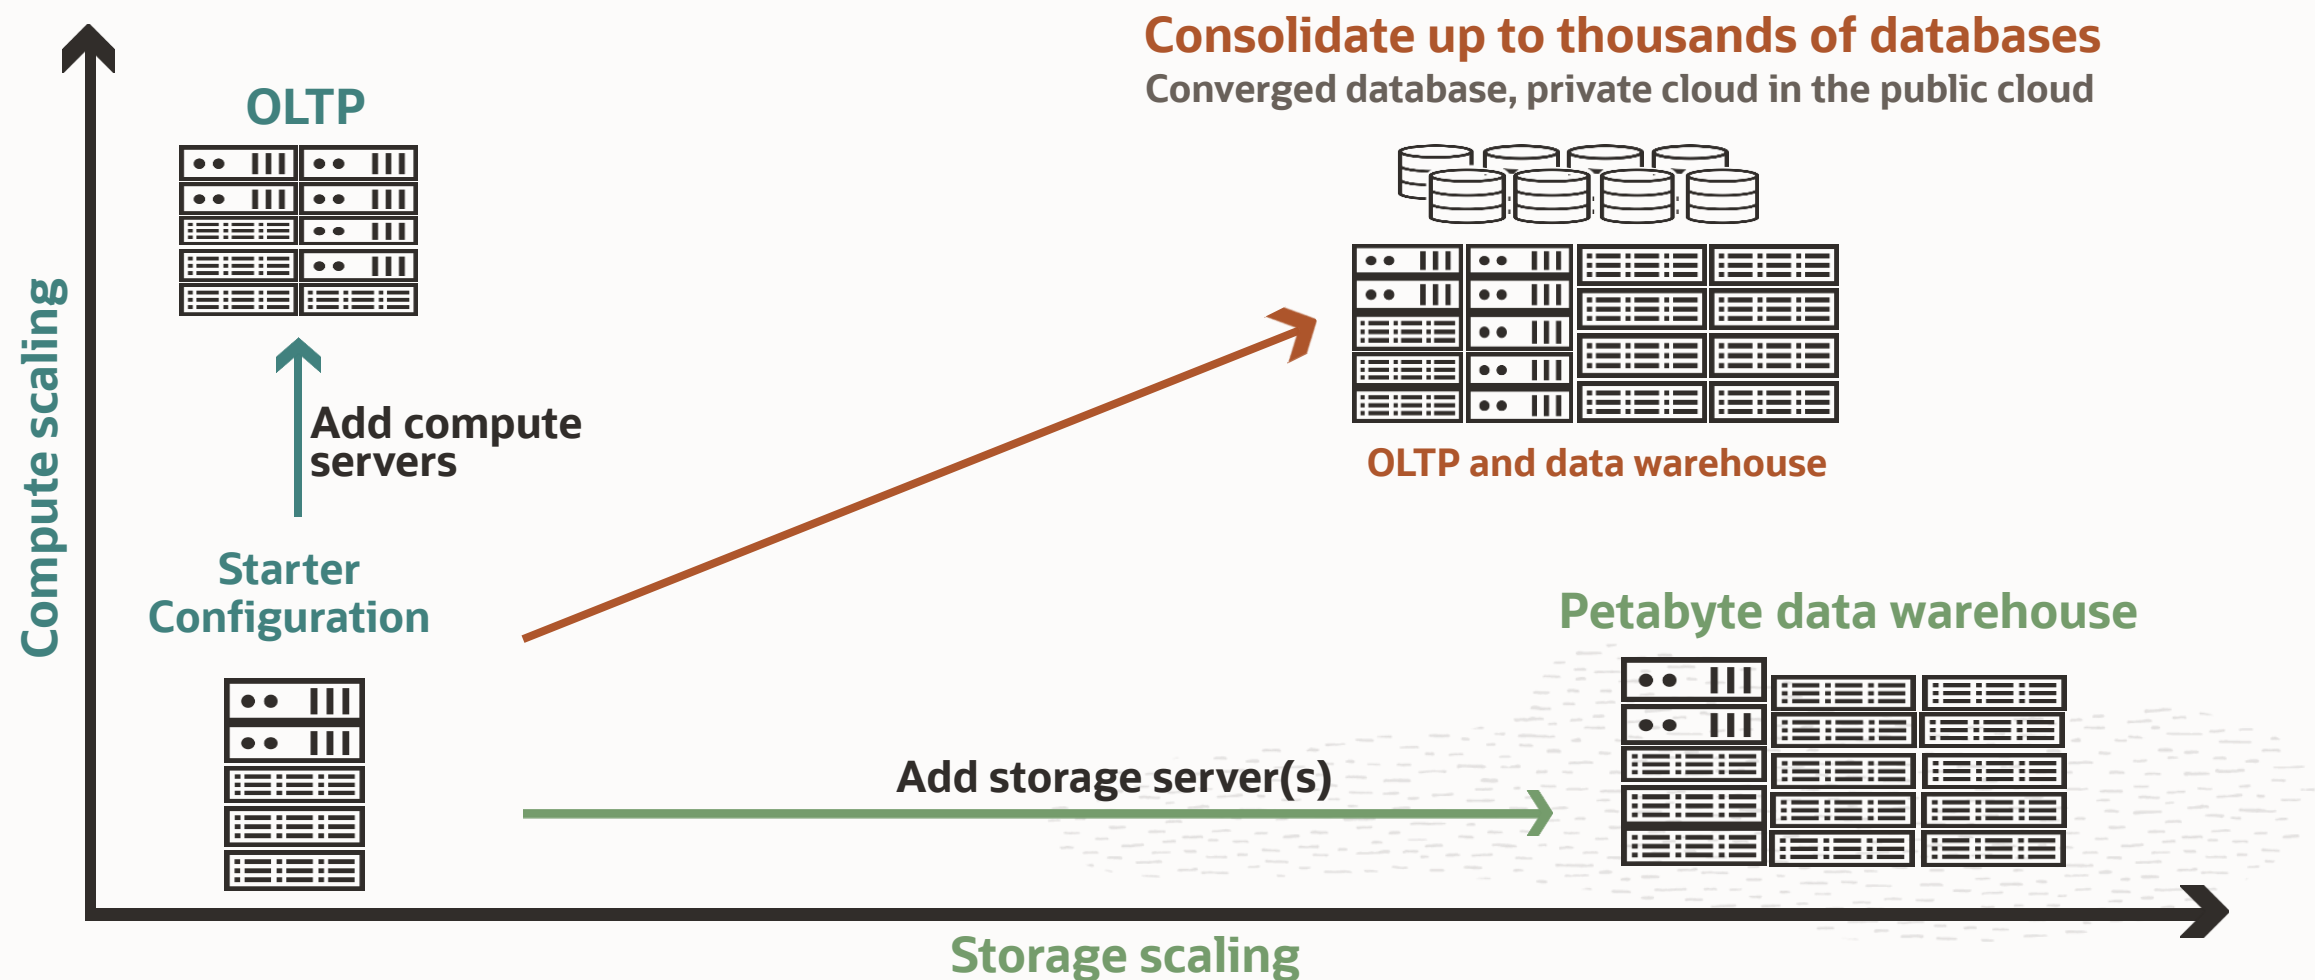 Consolidate up to thousands of databases
Converged database, private cloud in the public cloud
OLTP
Compute scaling
Add compute
servers
OLTP and data warehouse
Starter
Configuration
Petabyte data warehouse
Add storage server(s)
Storage scaling